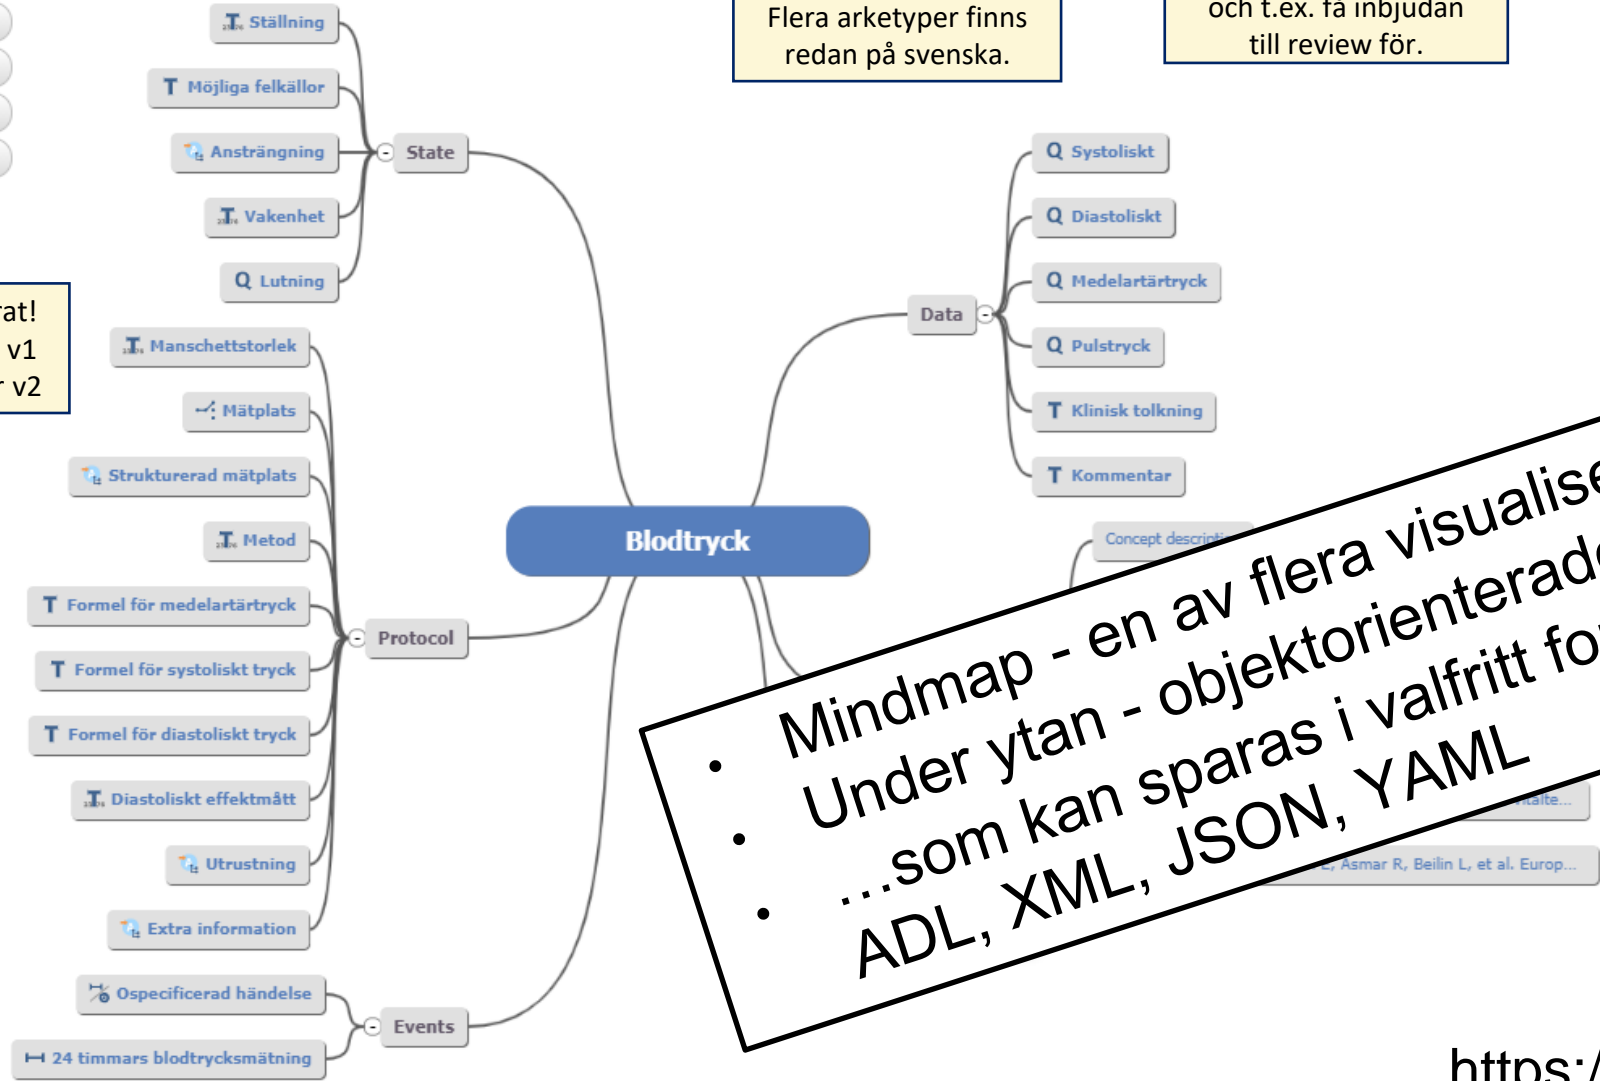 Flera arketyper finns
redan på svenska.
och t.ex. få inbjudan
till review för.
Ställning
Möjliga felkällor
Ansträngning
Vakenhet
Lutning
State
v1
v2
Manschettstorlek
Mätplats
Strukturerad mätplats
Metod
Formel för medelartärtryck
Formel för systoliskt tryck
Formel för diastoliskt tryck
Diastoliskt effektmått
Utrustning
Extra information
Protocol
Ospecificerad händelse
24 timmars blodtrycksmätning
Events
Blodtryck
Data
Q Systoliskt
Q Diastoliskt
Q Medelartärtryck
Q Pulstryck
T Klinisk tolkning
T Kommentar
Concept
• Mindmap - en av flera
• Under ytan -
• …som kan sparas i valfritt
ADL, XML, JSON, YAML
Asmar R, Beilin L, et al. Europ...
https:/